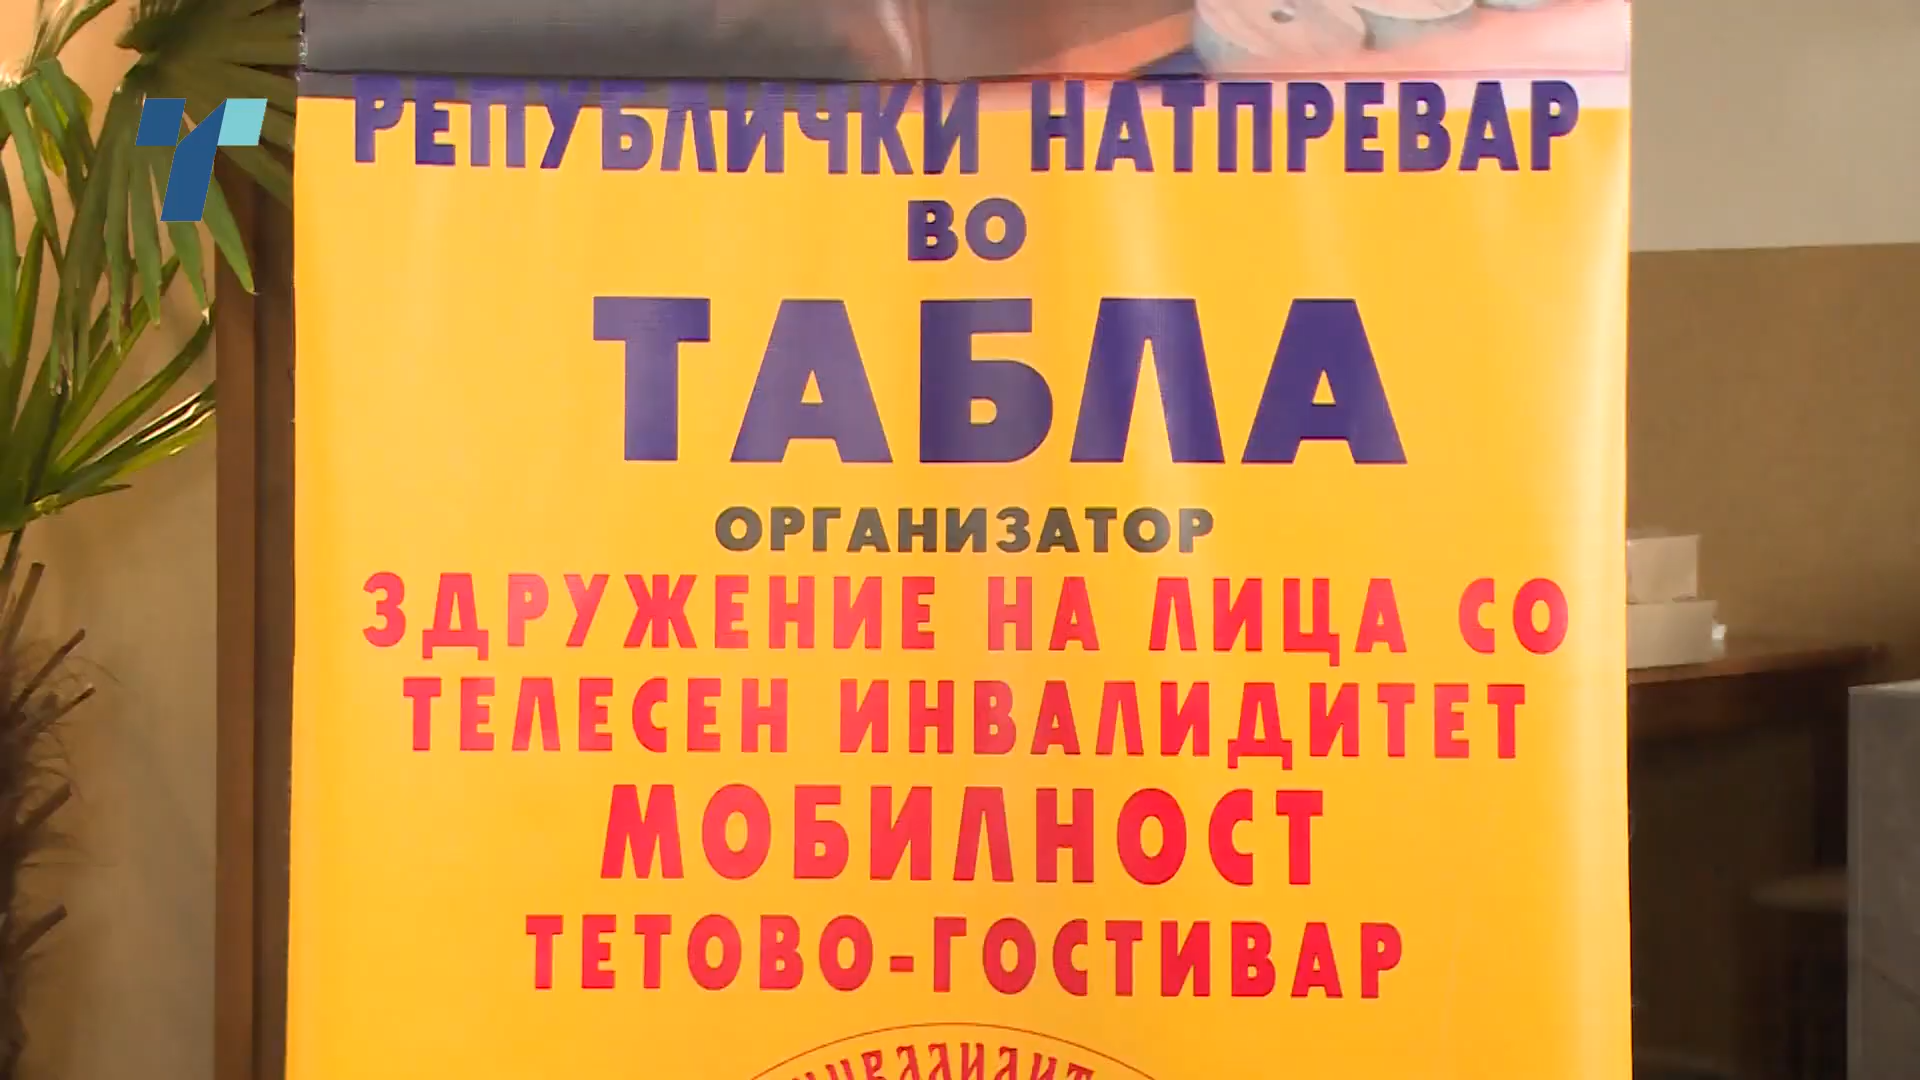 РЕПУБЛИЧКИ НАТПРЕВАР
ВО
ТАБЛА
ОРГАНИЗАТОР
ЗДРУЖЕНИЕ НА ЛИЦА СО
ТЕЛЕСЕН ИНВАЛИДИТЕТ
МОБИЛНОСТ
ТЕТОВО-ГОСТИВАР